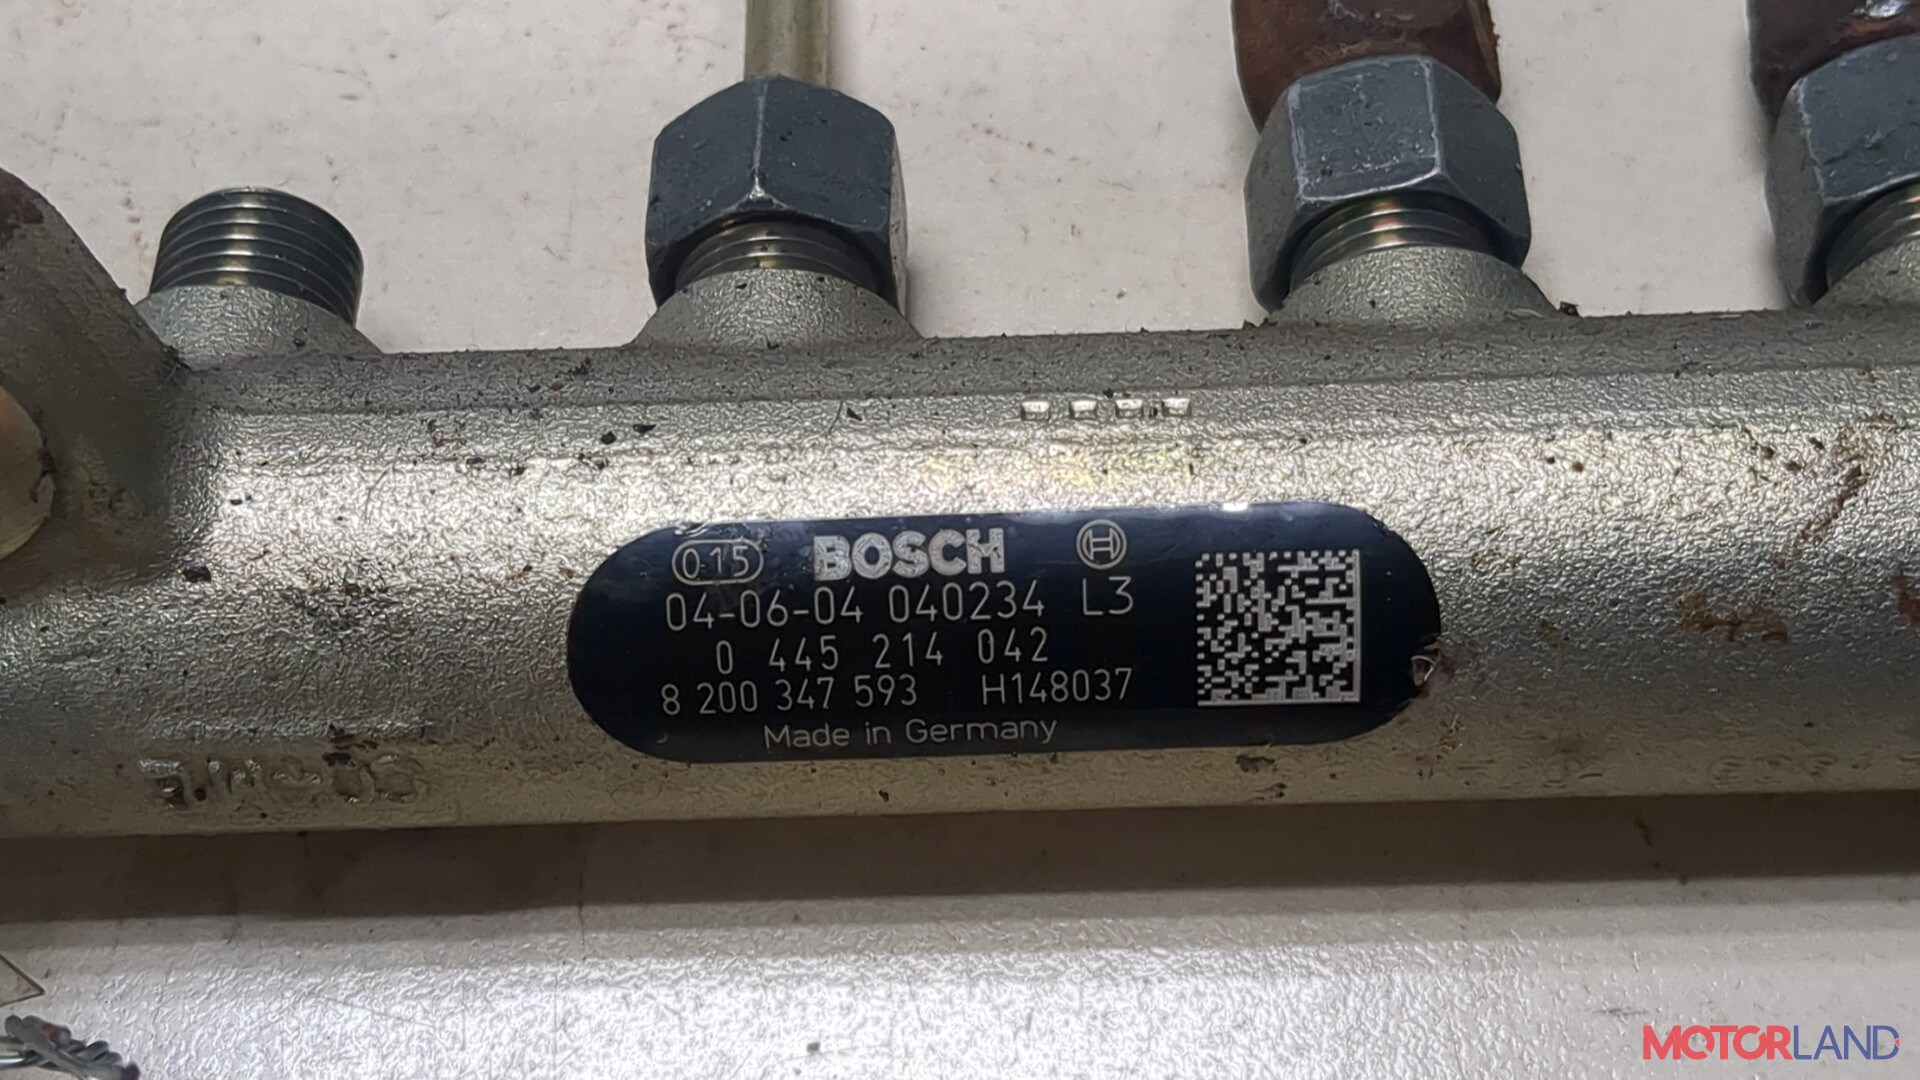 015 BOSCH
04-06-04 040234 L3
0 445 214 042
8 200 347 593 H148037
Made in Germany
MOTORLAND